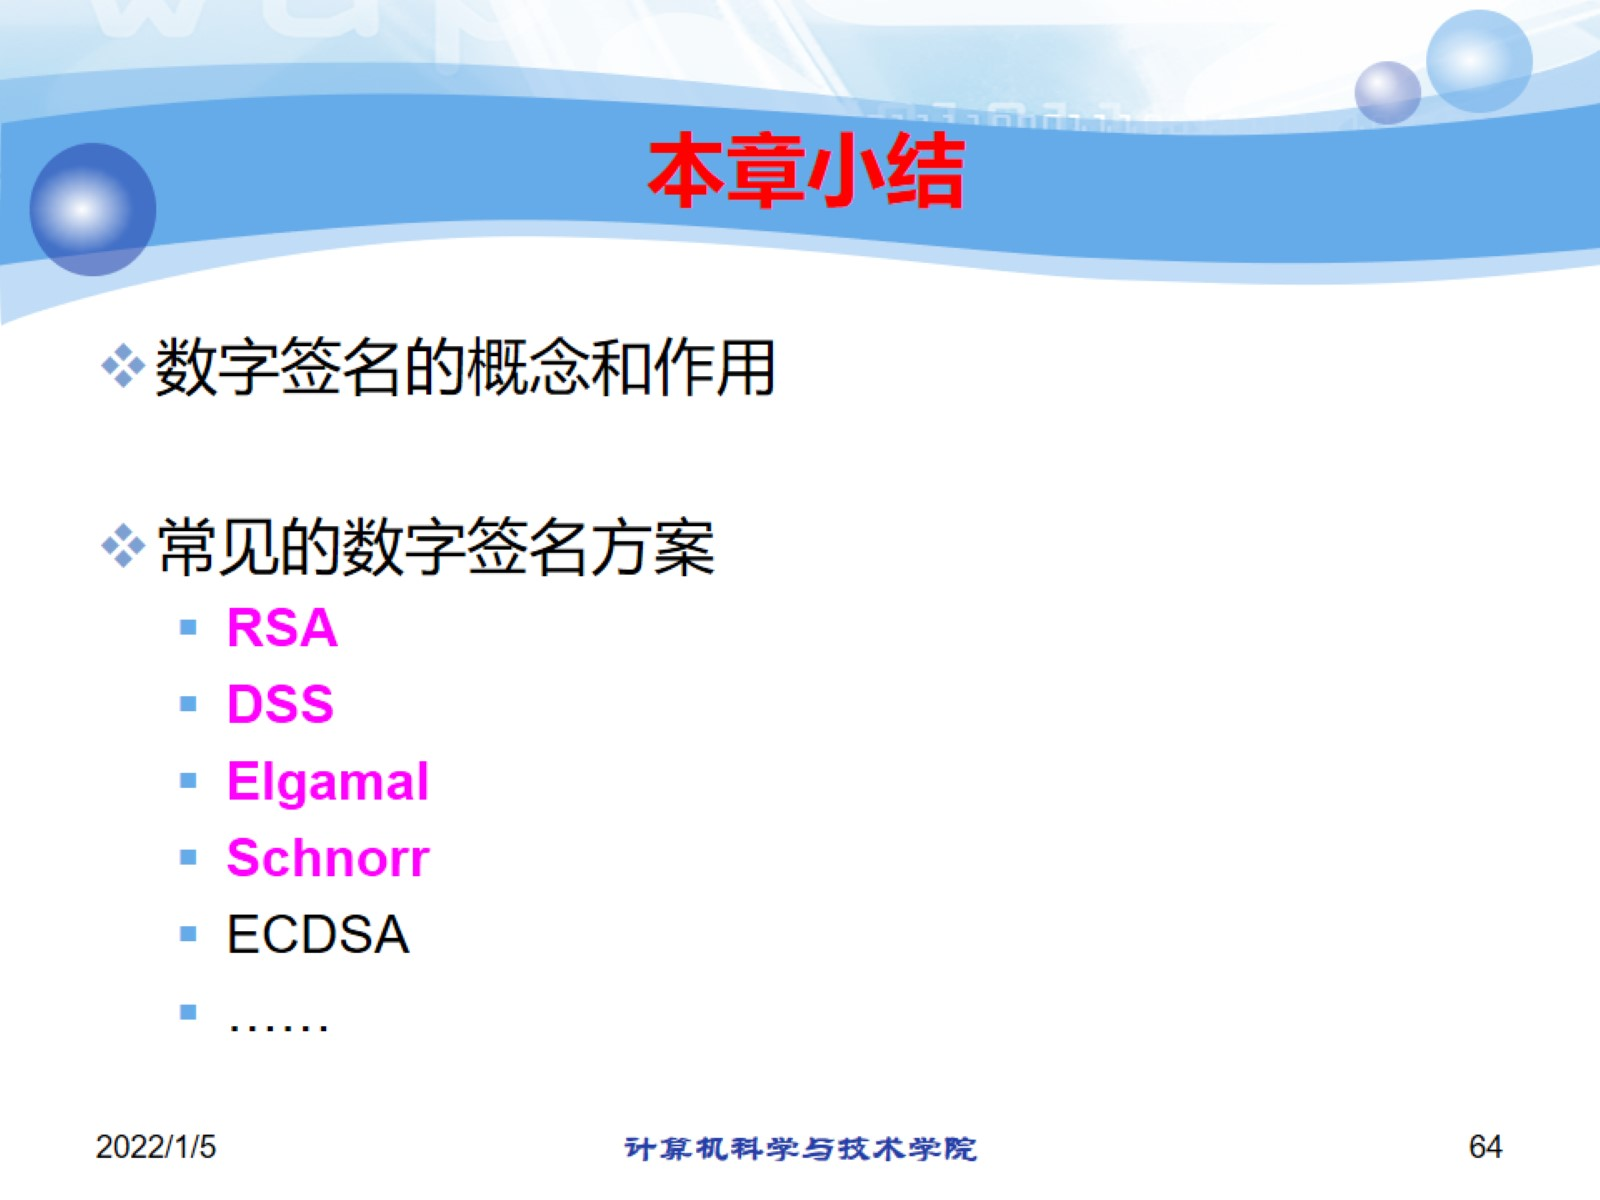 本章小结
数字签名的概念和作用
常见的数字签名方案
RSA
DSS
Elgamal
Schnorr
ECDSA
……
2022/1/5
计算机科学与技术学院
64